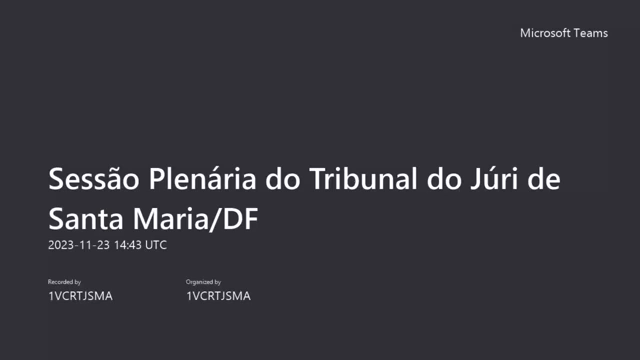 Microsoft Teams
Sessão Plenária do Tribunal do Júri de
Santa Maria/DF
2023-11-23 14:43 UTC
Recorded by
1VCRTJSMA
Organized by
1VCRTJSMA